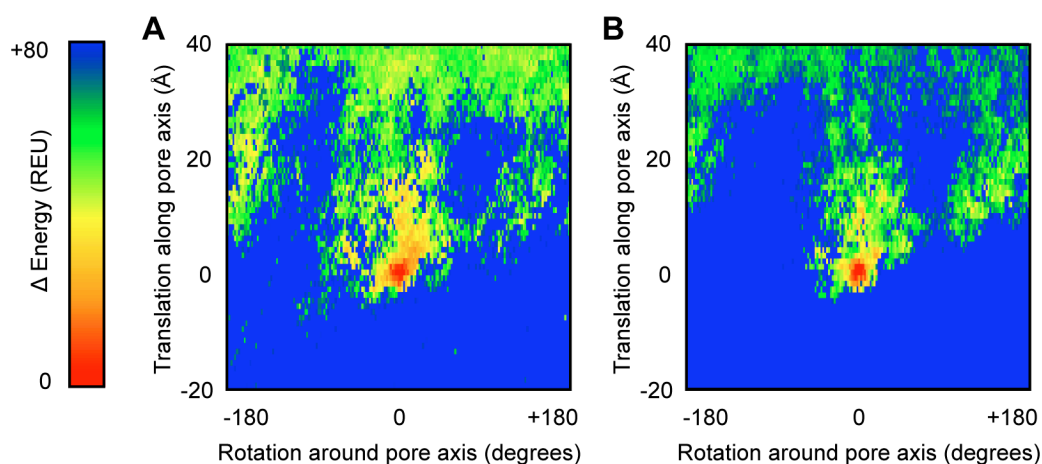 +80
Δ Energy (REU)
0
A
Translation along pore axis (Å)
40
20
0
-20
-180 0 +180
Rotation around pore axis (degrees)
B
Translation along pore axis (Å)
40
20
0
-20
-180 0 +180
Rotation around pore axis (degrees)